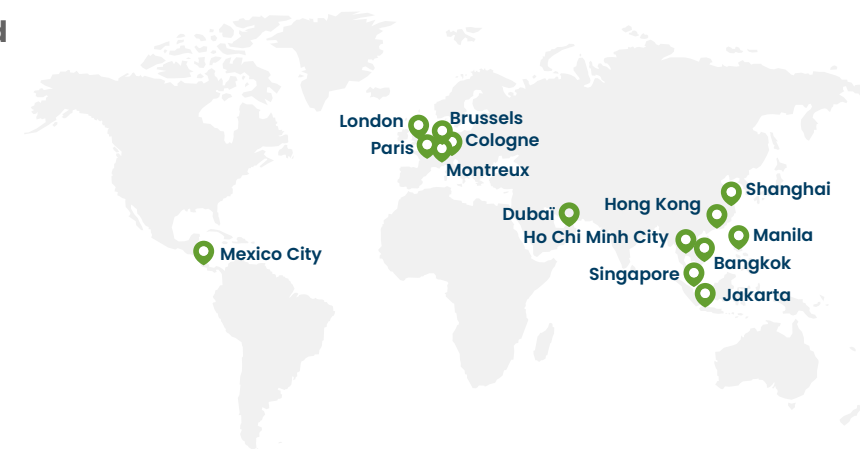 London
Brussels
Paris
Cologne
Montreux
Shanghai
Hong Kong
Dubaï
Ho Chi Minh City
Manila
Mexico City
Bangkok
Singapore
Jakarta